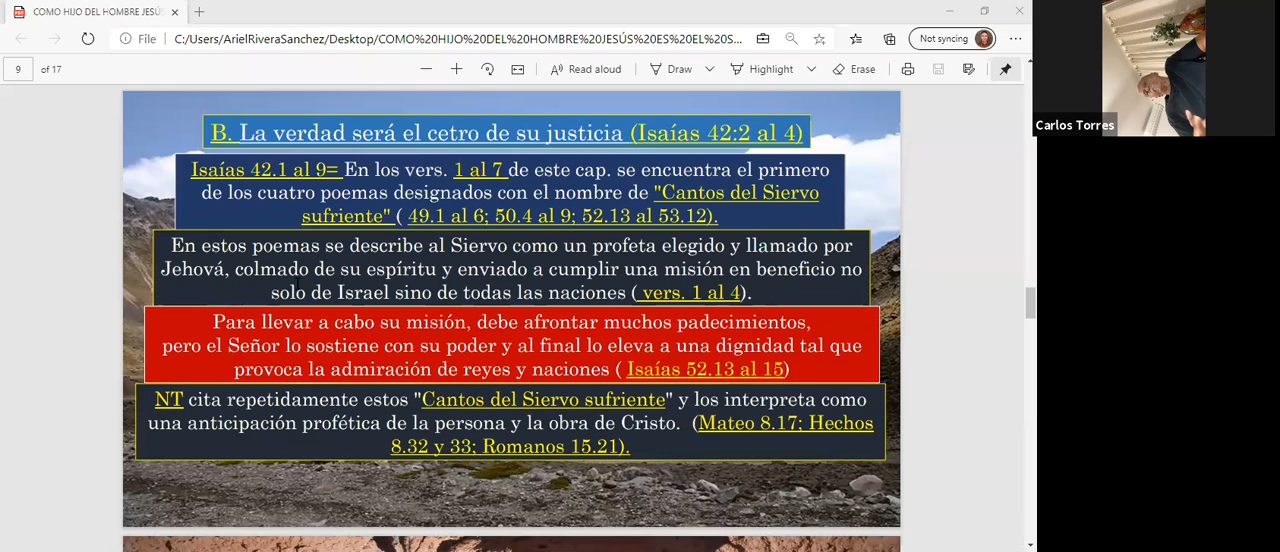 COMO HIJO DEL HOMBRE JESÚS
File
C:/Users/ArielRiveraSanchez/Desktop/COMO%20HIJO%20DEL%20HOMBRE%20JESÚS%20ES%20EL%20S...
Not syncing
9 of 17
Read aloud
Draw
Highlight
Erase
B. La verdad será el cetro de su justicia (Isaías 42:2 al 4)
Isaías 42.1 al 9= En los vers. 1 al 7 de este cap. se encuentra el primero
de los cuatro poemas designados con el nombre de "Cantos del Siervo
sufriente" ( 49.1 al 6; 50.4 al 9; 52.13 al 53.12).
En estos poemas se describe al Siervo como un profeta elegido y llamado por
Jehová, colmado de su espíritu y enviado a cumplir una misión en beneficio no
solo de Israel sino de todas las naciones ( vers. 1 al 4).
Para llevar a cabo su misión, debe afrontar muchos padecimientos,
pero el Señor lo sostiene con su poder y al final lo eleva a una dignidad tal que
provoca la admiración de reyes y naciones ( Isaías 52.13 al 15)
NT cita repetidamente estos "Cantos del Siervo sufriente" y los interpreta como
una anticipación profética de la persona y la obra de Cristo. (Mateo 8.17; Hechos
8.32 y 33; Romanos 15.21).
Carlos Torres